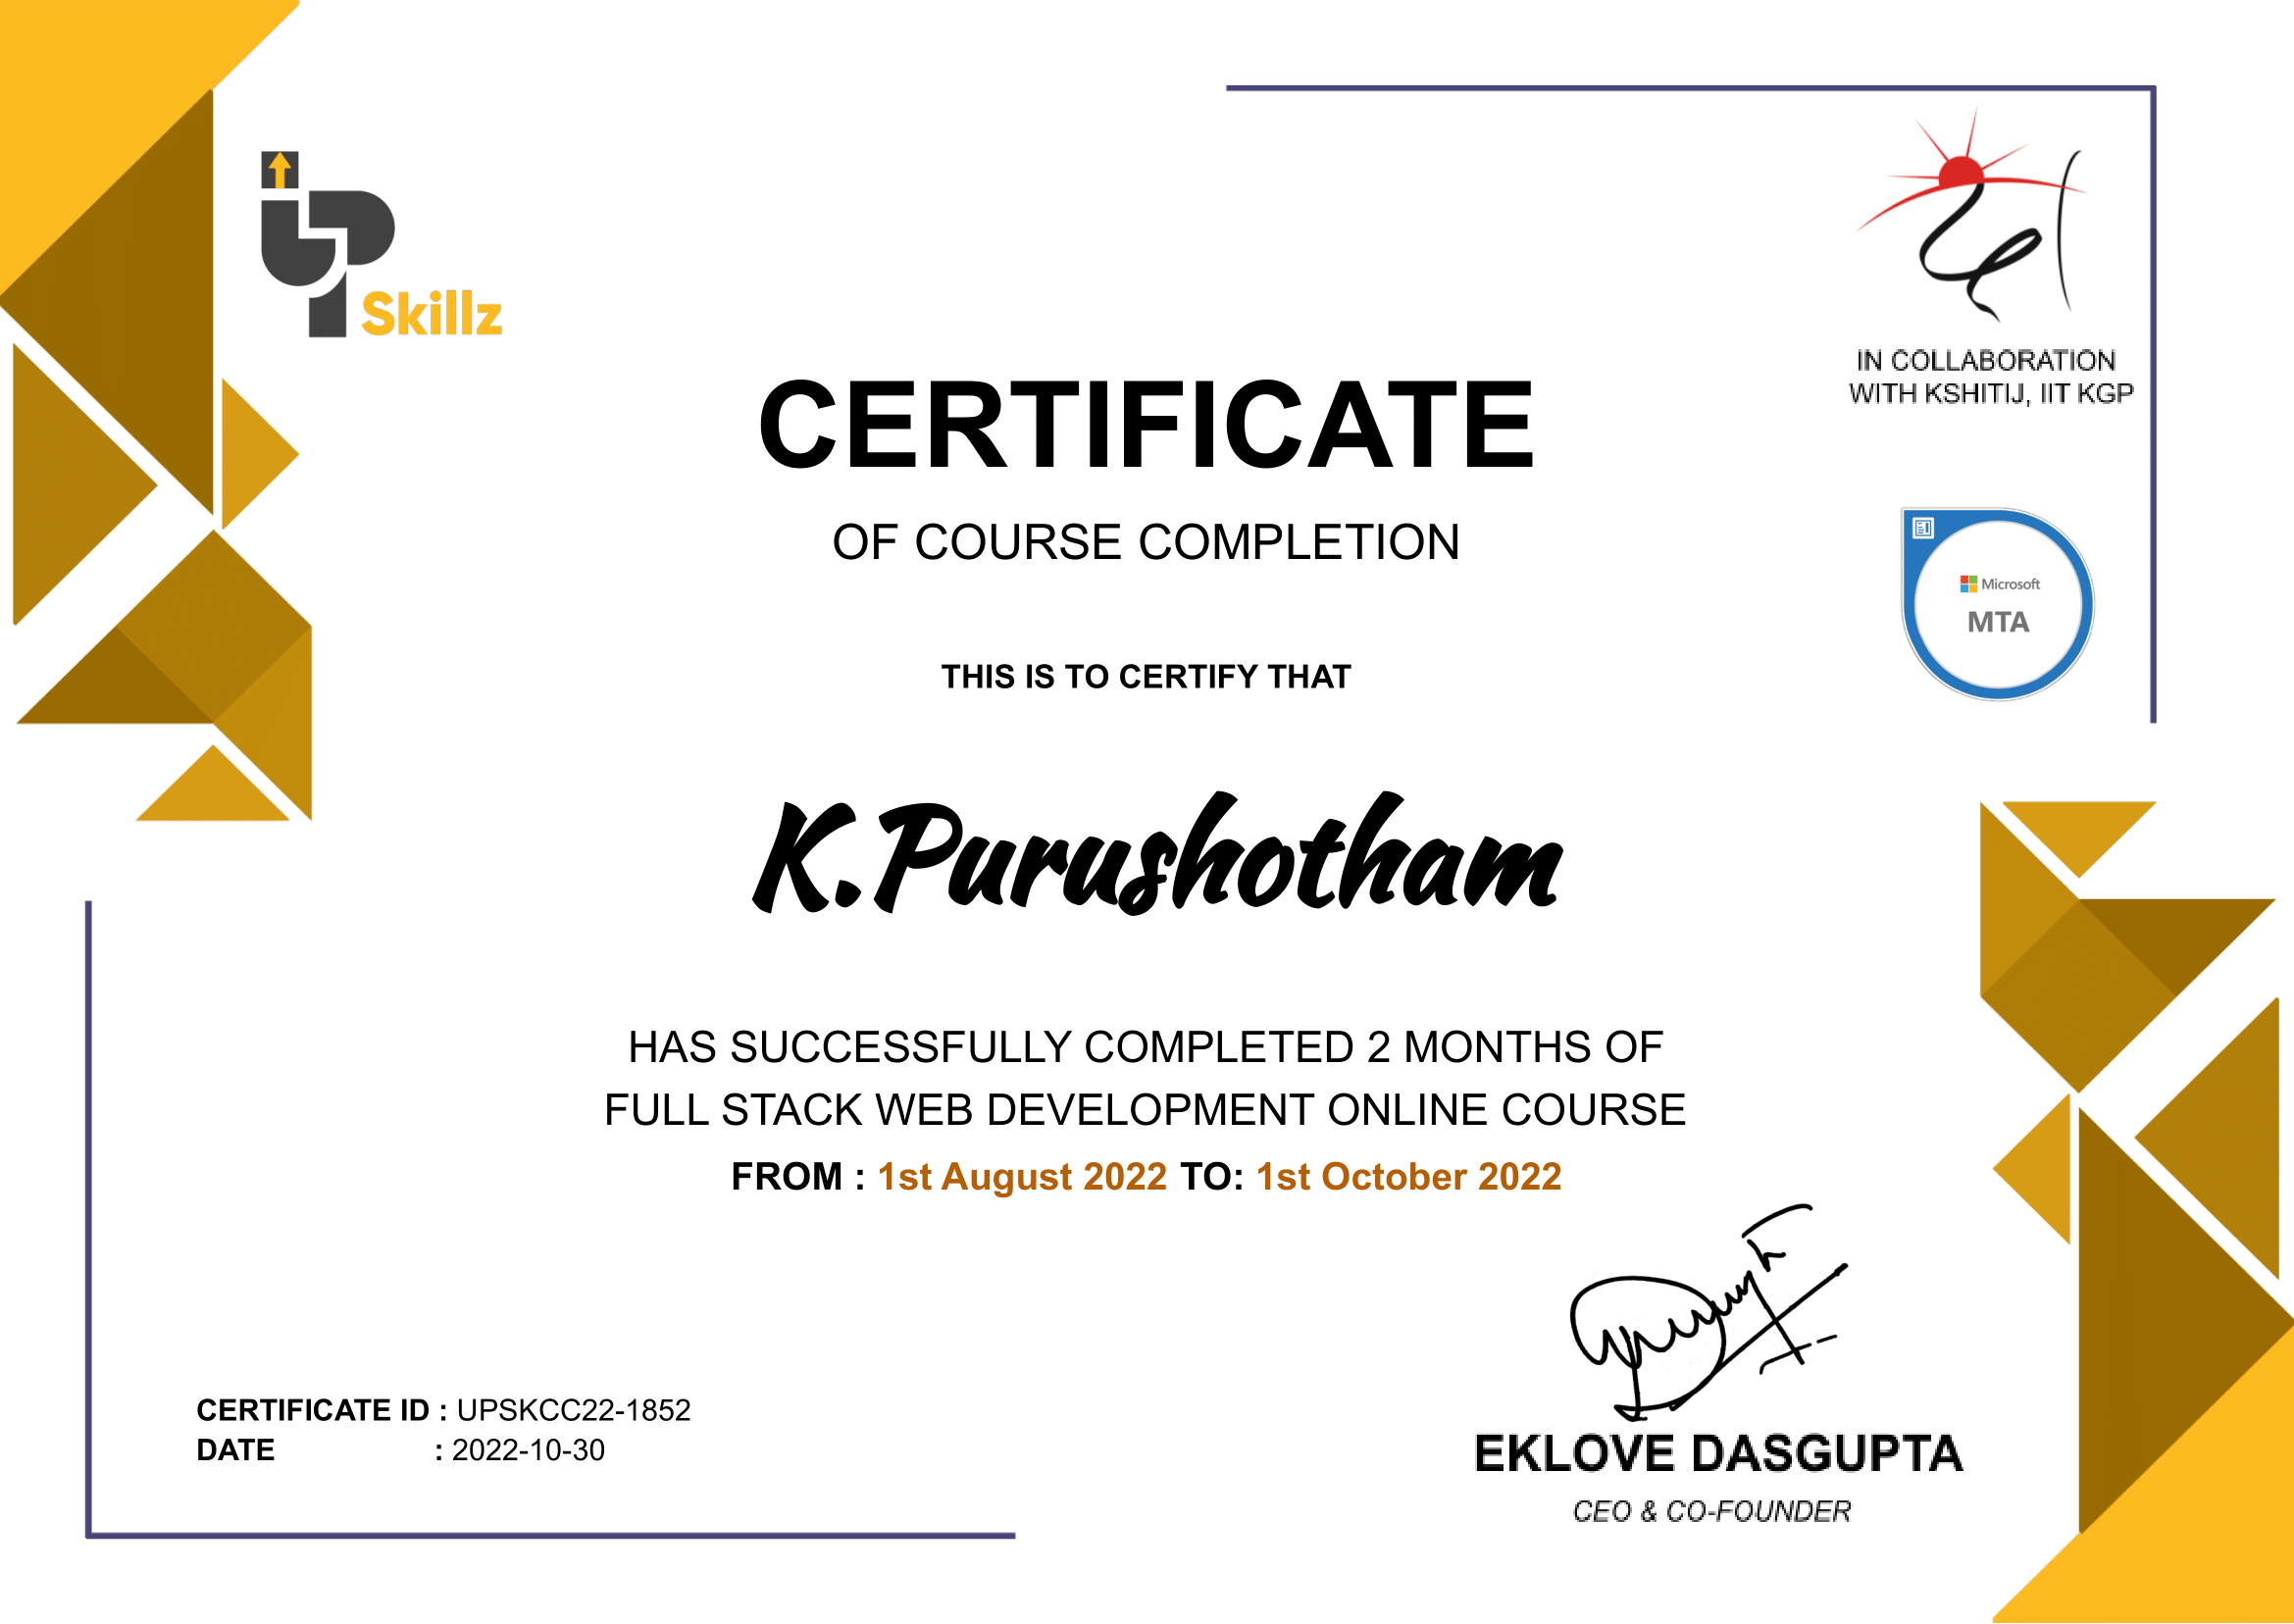 UP
Skillz
IN COLLABORATION
WITH KSHITIJ, IIT KGP
CERTIFICATE
OF COURSE COMPLETION
Microsoft
MTA
THIS IS TO CERTIFY THAT
K.Purushotham
HAS SUCCESSFULLY COMPLETED 2 MONTHS OF
FULL STACK WEB DEVELOPMENT ONLINE COURSE
FROM : 1st August 2022 TO: 1st October 2022
CERTIFICATE ID : UPSKCC22-1852
DATE : 2022-10-30
EKLOVE DASGUPTA
CEO & CO-FOUNDER